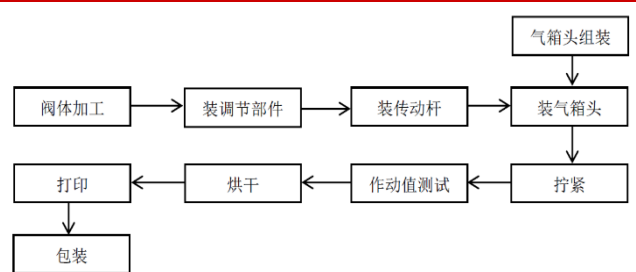 气箱头组装
阀体加工
装调节部件
装传动杆
装气箱头
打印
烘干
作动值测试
拧紧
包装